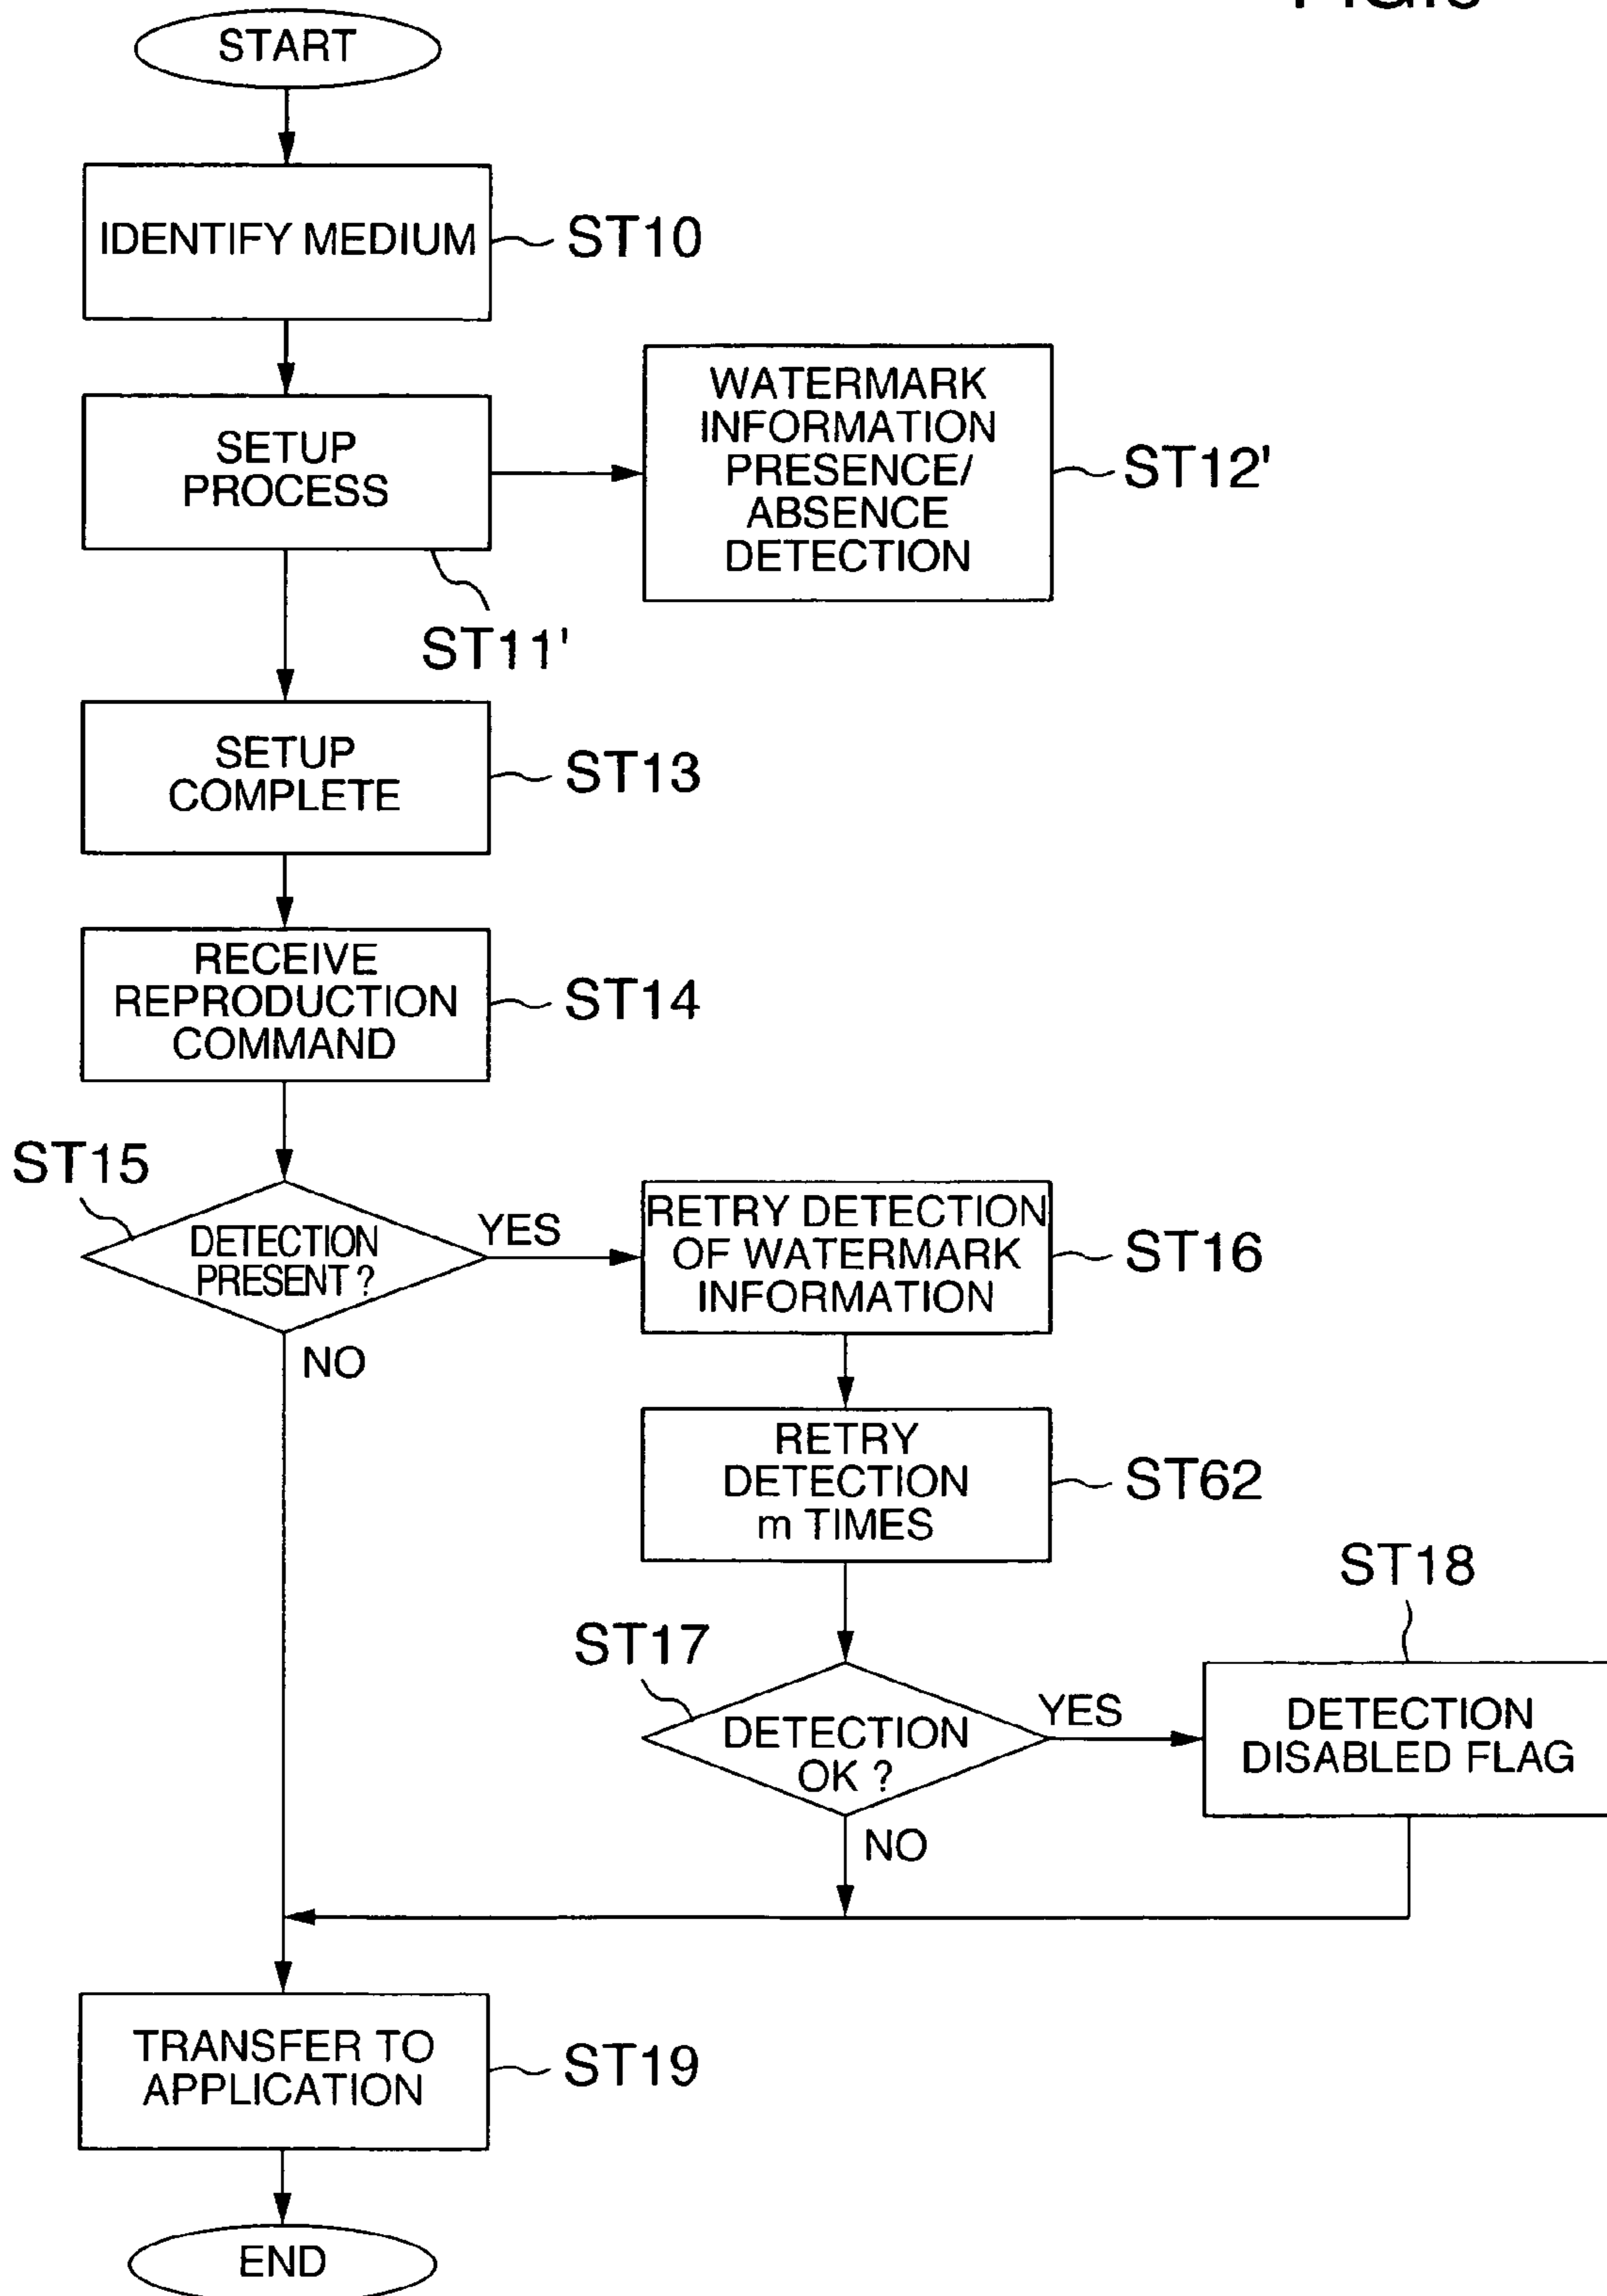 START
IDENTIFY MEDIUM
ST10
SETUP
PROCESS
ST11'
WATERMARK
INFORMATION
PRESENCE/
ABSENCE
DETECTION
ST12'
SETUP
COMPLETE
ST13
RECEIVE
REPRODUCTION
COMMAND
ST14
ST15
DETECTION
PRESENT ?
YES
NO
RETRY DETECTION
OF WATERMARK
INFORMATION
ST16
RETRY
DETECTION
m TIMES
ST62
ST17
DETECTION
OK ?
YES
NO
ST18
DETECTION
DISABLED FLAG
TRANSFER TO
APPLICATION
ST19
END